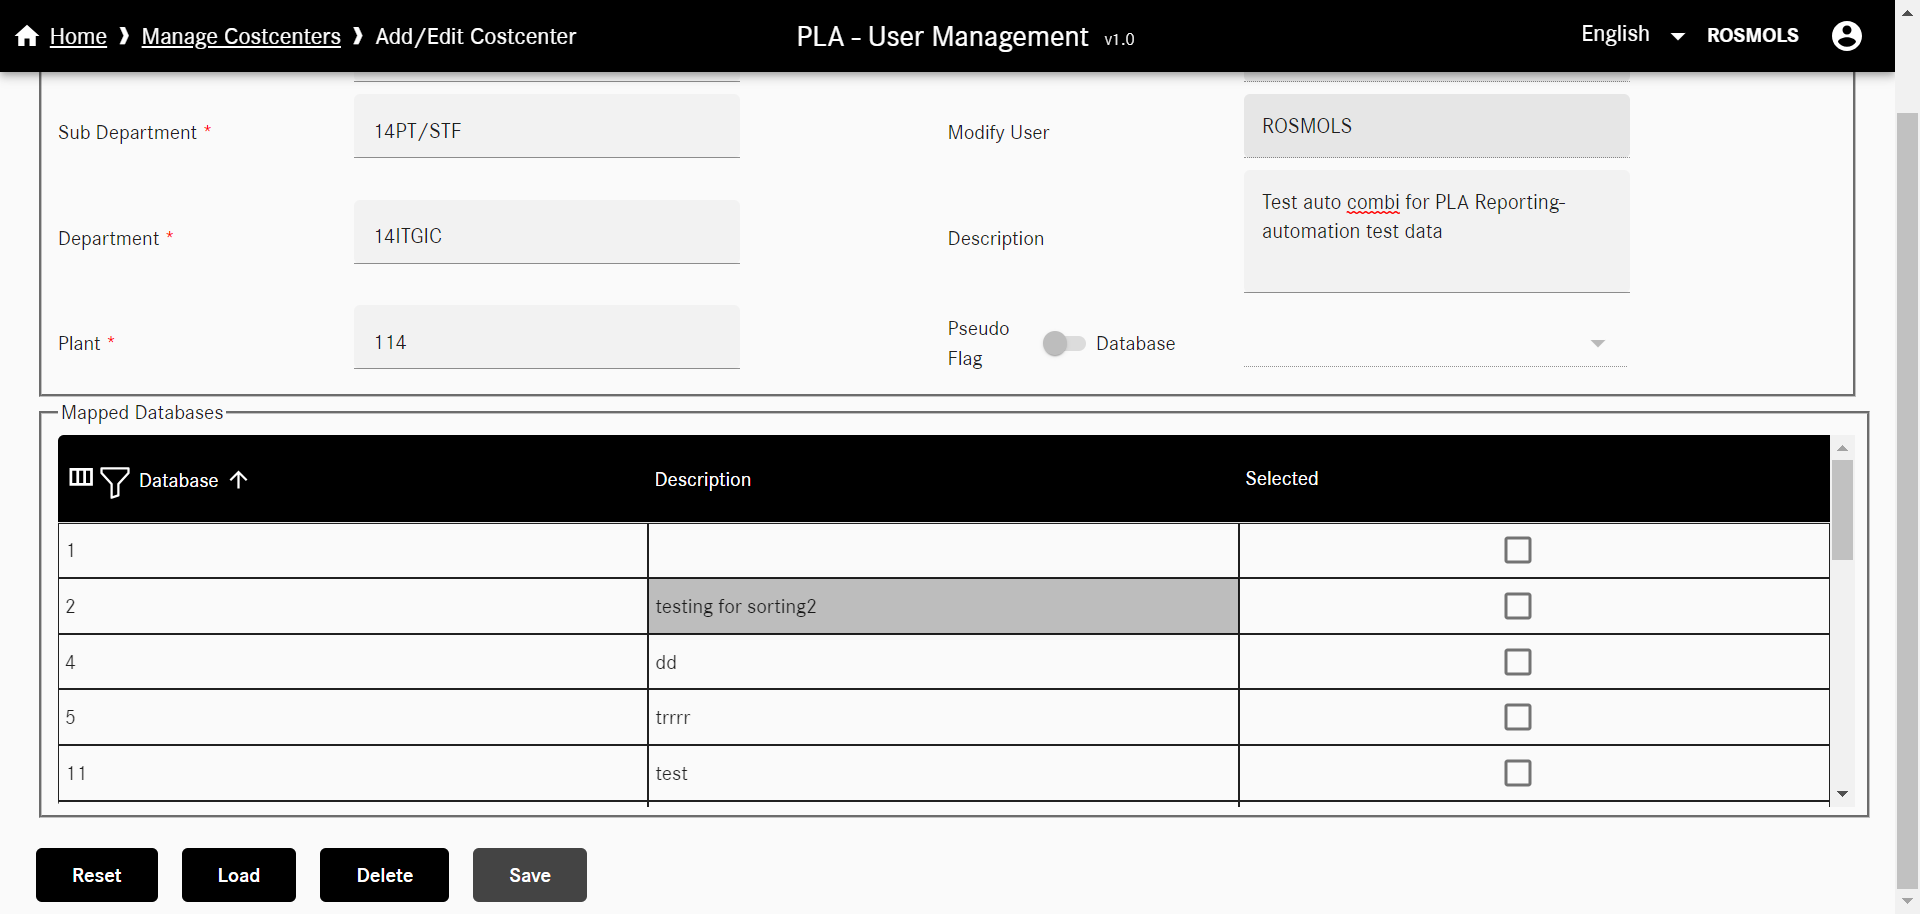 Home ❱ Manage Costcenters ❱ Add/Edit Costcenter
PLA - User Management v1.0
English
ROSMOLS
Sub Department *
14PT/STF
Modify User
ROSMOLS
Department *
14ITGIC
Description
Test auto combi for PLA Reporting-
automation test data
Plant *
114
Pseudo
Flag
Database
Mapped Databases
Database
Description
Selected
1
2
testing for sorting2
4
dd
5
trrrr
11
test
Reset
Load
Delete
Save